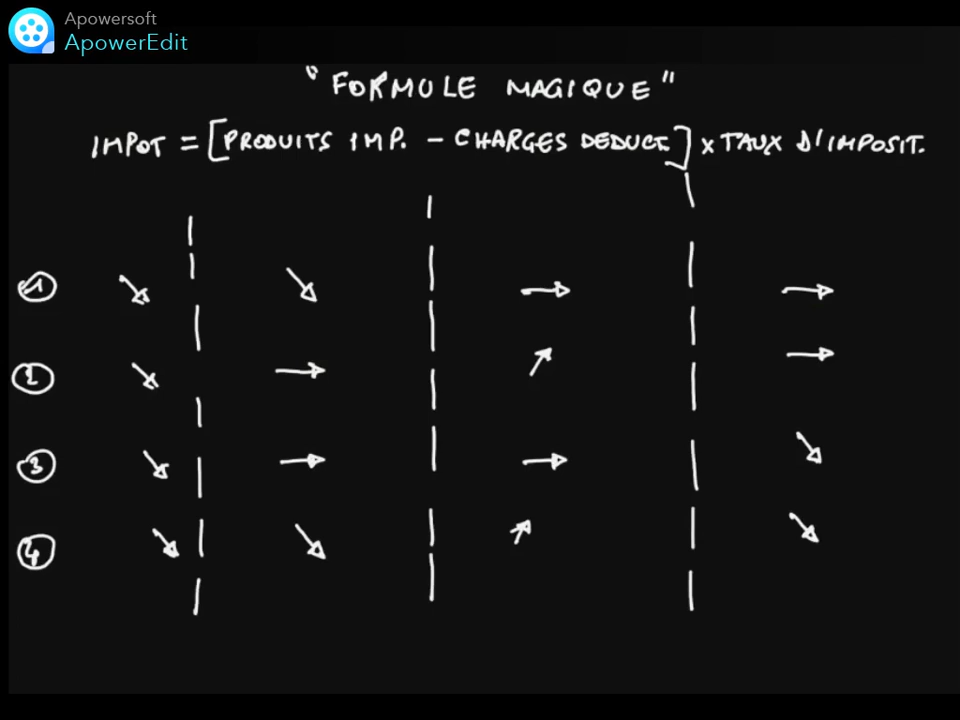 Apowersoft
ApowerEdit
"FORMULE MAGIQUE"
IMPOT = [PRODUITS IMP. - CHARGES DEDUCT.] x TAUX D'IMPOSIT.
1
2
3
4